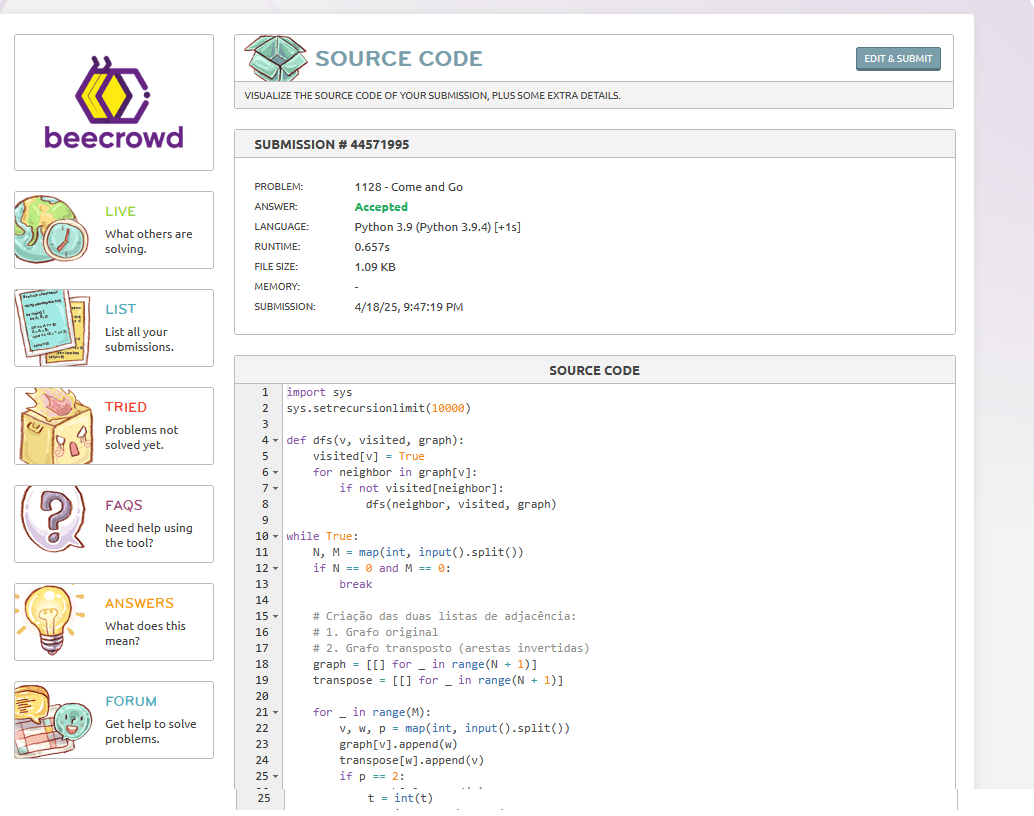 beecrowd
LIVE
What others are
solving.
LIST
List all your
submissions.
TRIED
Problems not
solved yet.
FAQS
Need help using
the tool?
ANSWERS
What does this
mean?
FORUM
Get help to solve
problems.
SOURCE CODE
EDIT & SUBMIT
VISUALIZE THE SOURCE CODE OF YOUR SUBMISSION, PLUS SOME EXTRA DETAILS.
SUBMISSION # 44571995
PROBLEM: 1128 - Come and Go
ANSWER: Accepted
LANGUAGE: Python 3.9 (Python 3.9.4) [+1s]
RUNTIME: 0.657s
FILE SIZE: 1.09 KB
MEMORY: -
SUBMISSION: 4/18/25, 9:47:19 PM
SOURCE CODE
1 import sys
2 sys.setrecursionlimit(10000)
3
4 def dfs(v, visited, graph):
5     visited[v] = True
6     for neighbor in graph[v]:
7         if not visited[neighbor]:
8             dfs(neighbor, visited, graph)
9
10 while True:
11     N, M = map(int, input().split())
12     if N == 0 and M == 0:
13         break
14
15     # Criação das duas listas de adjacência:
16     # 1. Grafo original
17     # 2. Grafo transposto (arestas invertidas)
18     graph = [[] for _ in range(N + 1)]
19     transpose = [[] for _ in range(N + 1)]
20
21     for _ in range(M):
22         v, w, p = map(int, input().split())
23         graph[v].append(w)
24         transpose[w].append(v)
25         if p == 2:
25             t = int(t)